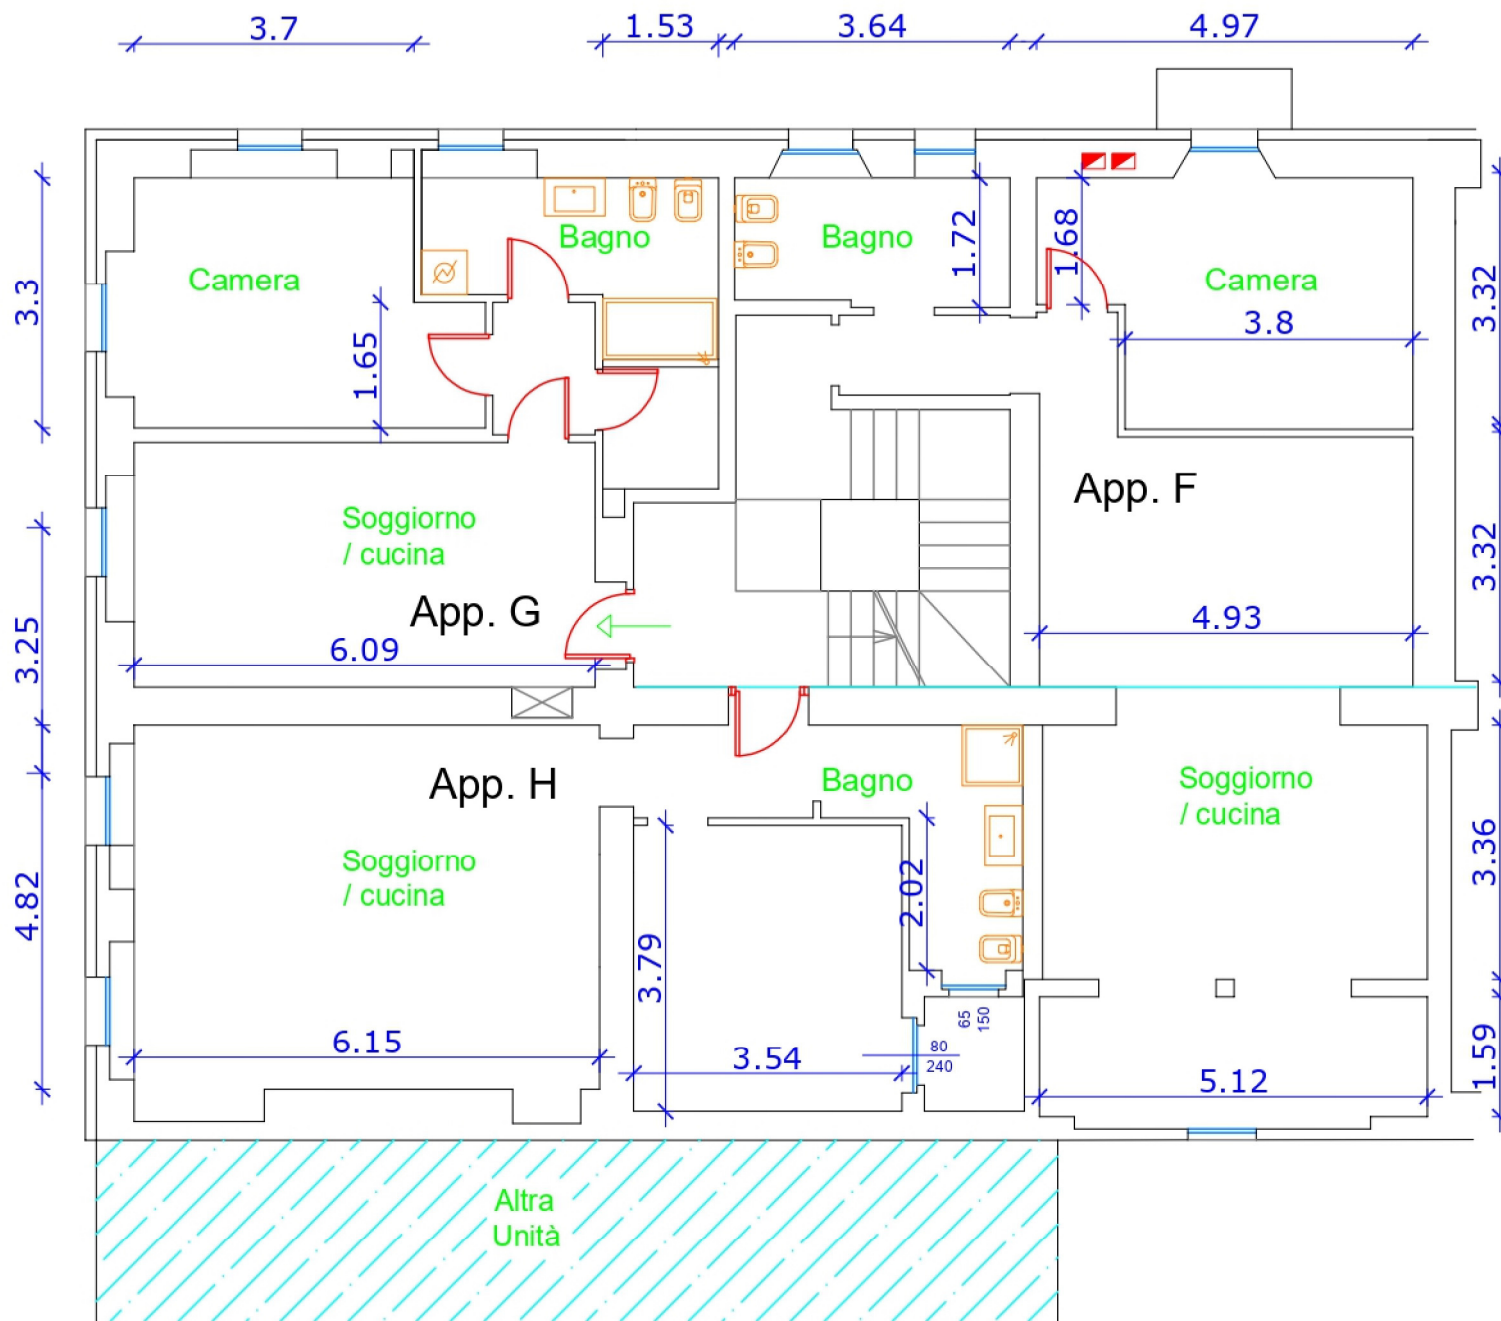 3.7
1.53
3.64
4.97
Bagno
Bagno
1.72
1.68
Camera
Camera
3.3
3.32
3.8
1.65
App. F
Soggiorno
/ cucina
3.32
App. G
4.93
6.09
3.25
App. H
Bagno
Soggiorno
/ cucina
Soggiorno
/ cucina
3.36
2.02
4.82
3.79
65
150
6.15
3.54
80
240
5.12
1.59
Altra
Unità